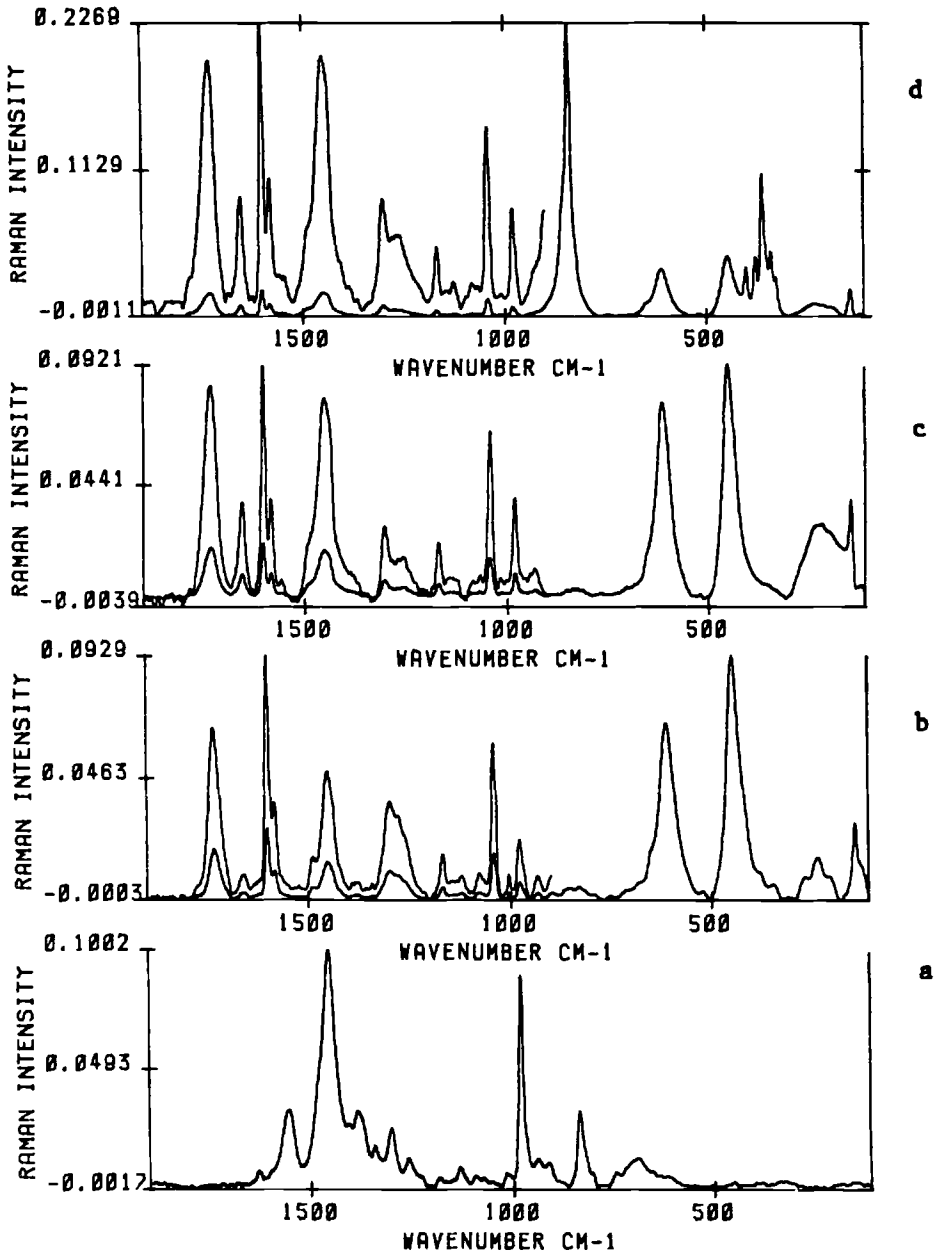 0.2269
d
RAMAN INTENSITY
0.1129
-0.0011
1500 1000 500
WAVENUMBER CM-1
0.0921
c
RAMAN INTENSITY
0.0441
-0.0039
1500 1000 500
WAVENUMBER CM-1
0.0929
b
RAMAN INTENSITY
0.0463
-0.0003
1500 1000 500
WAVENUMBER CM-1
0.1002
a
RAMAN INTENSITY
0.0493
-0.0017
1500 1000 500
WAVENUMBER CM-1